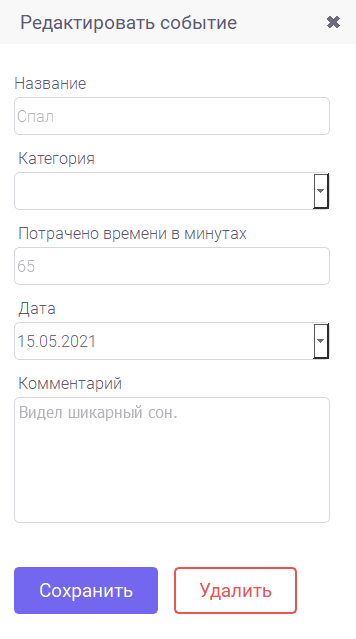 Редактировать событие
Название
Спал
Категория
Потрачено времени в минутах
65
Дата
15.05.2021
Комментарий
Видел шикарный сон.
Сохранить
Удалить